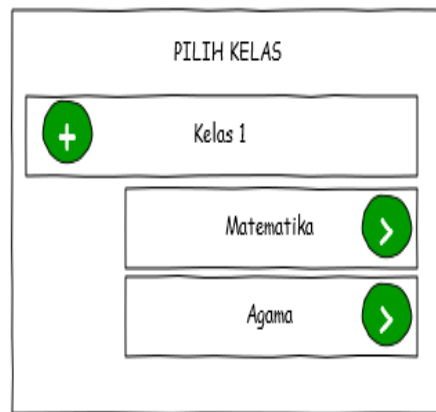 PILIH KELAS
+ Kelas 1
Matematika >
Agama >